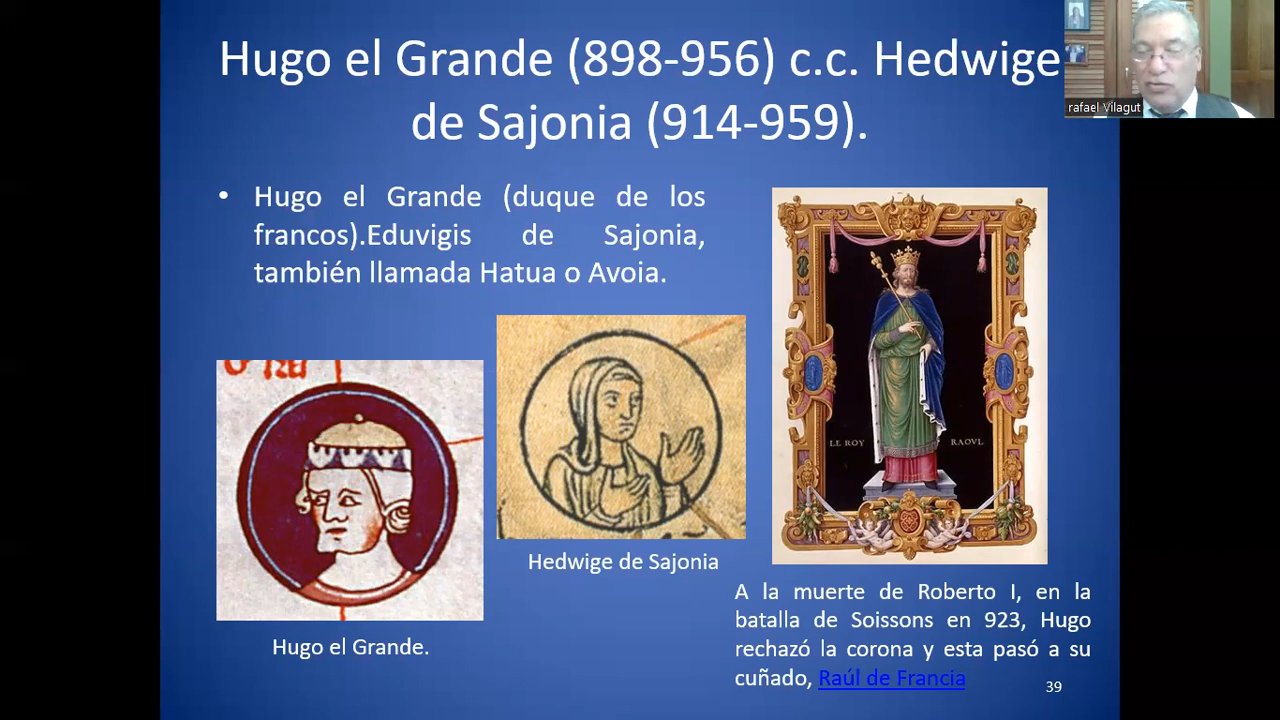 Hugo el Grande (898-956) c.c. Hedwige
de Sajonia (914-959).
rafael Vilagut
• Hugo el Grande (duque de los
francos).Eduvigis de Sajonia,
también llamada Hatua o Avoia.
LE ROY RAOVL
Hedwige de Sajonia
Hugo el Grande.
A la muerte de Roberto I, en la
batalla de Soissons en 923, Hugo
rechazó la corona y esta pasó a su
cuñado, Raúl de Francia
39